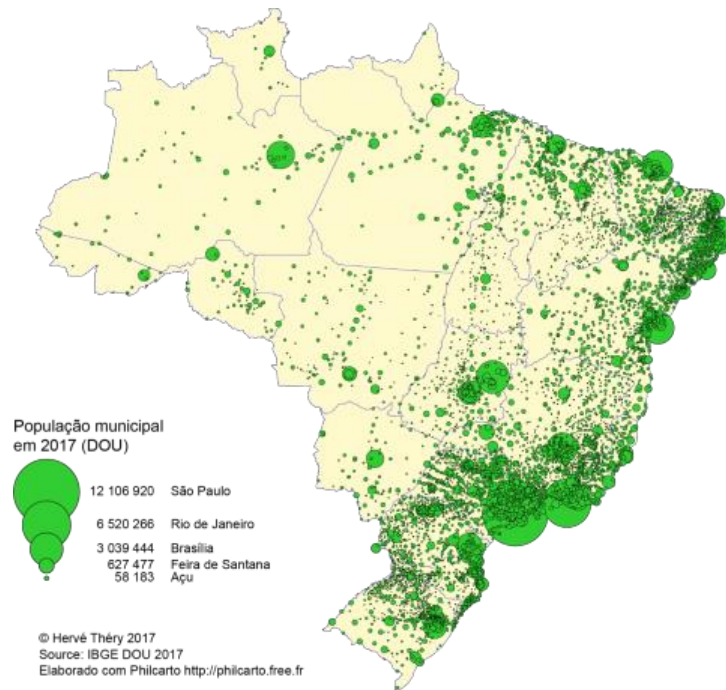 População municipal
em 2017 (DOU)
12 106 920 São Paulo
6 520 266 Rio de Janeiro
3 039 444 Brasília
627 477 Feira de Santana
58 183 Açu
© Hervé Théry 2017
Source: IBGE DOU 2017
Elaborado com Philcarto http://philcarto.free.fr